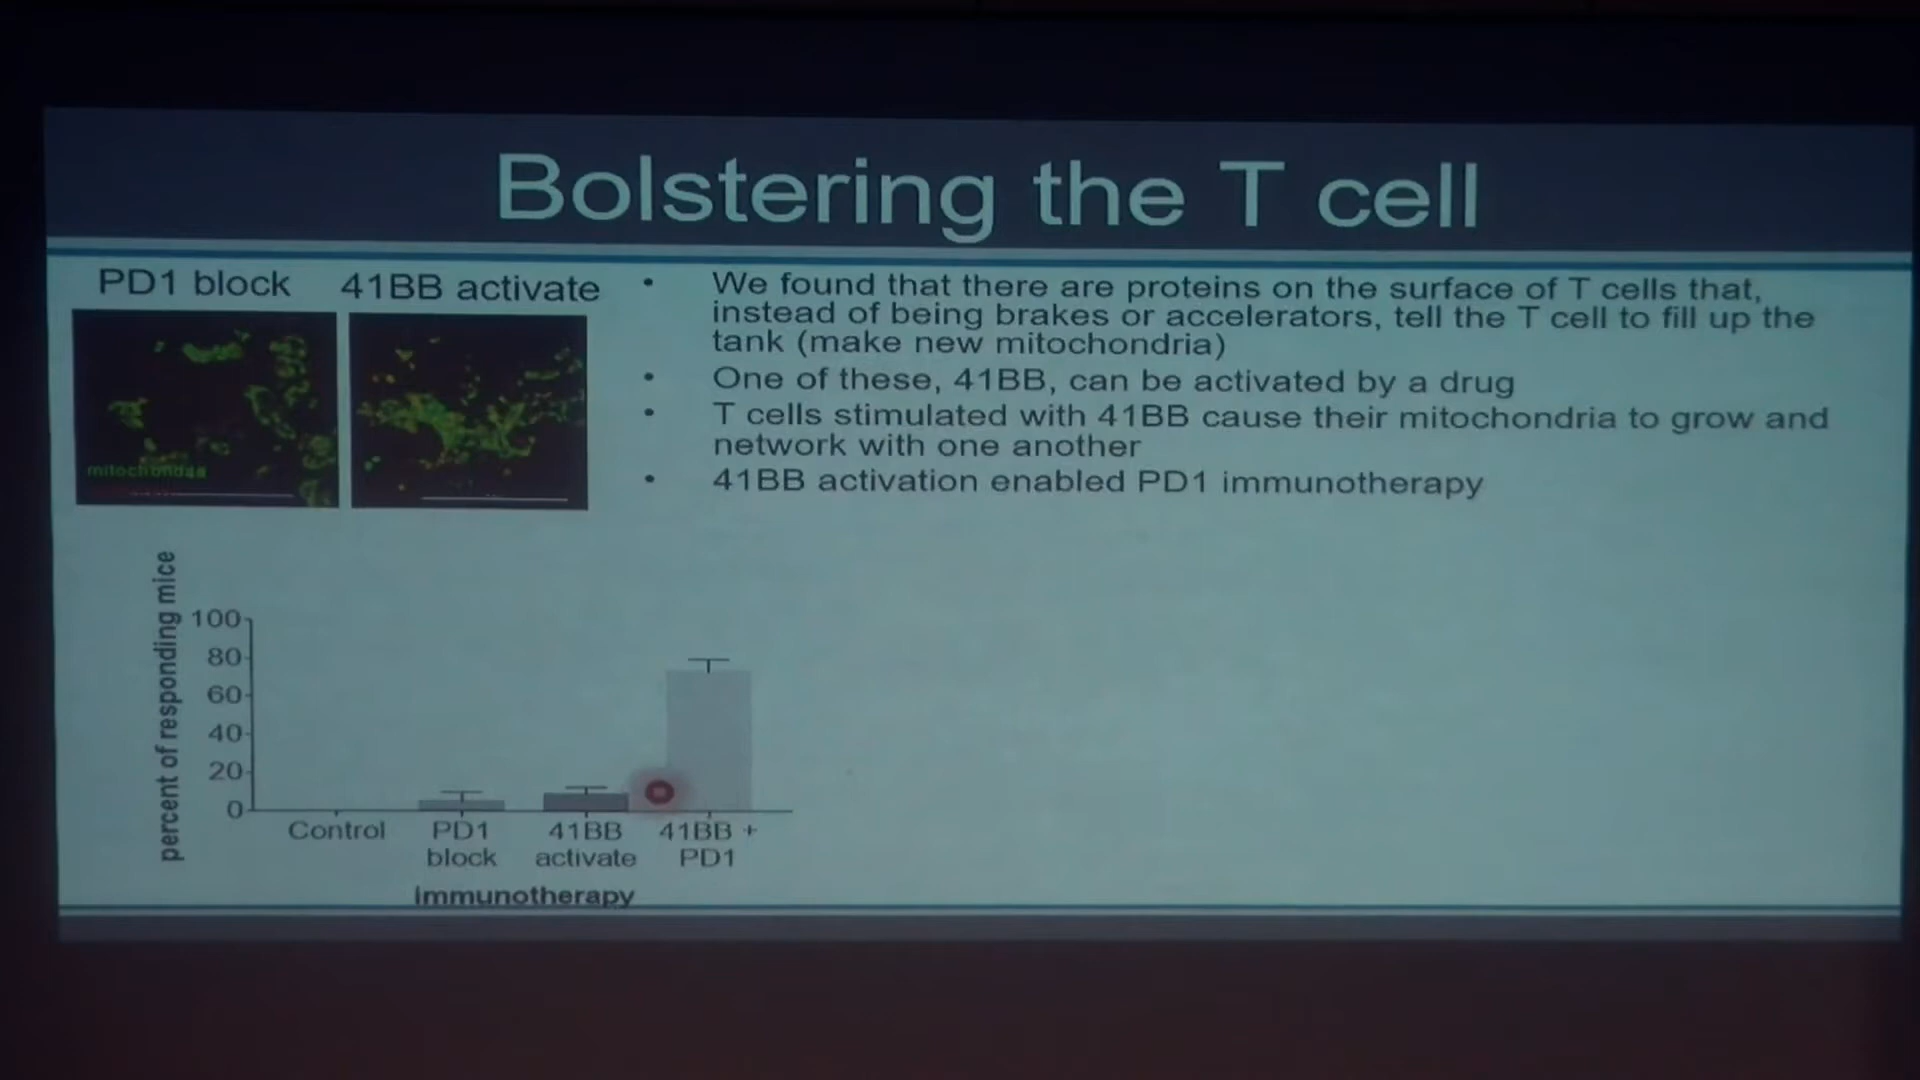 Bolstering the T cell
PD1 block
41BB activate
mitochondria
• We found that there are proteins on the surface of T cells that,
instead of being brakes or accelerators, tell the T cell to fill up the
tank (make new mitochondria)
• One of these, 41BB, can be activated by a drug
• T cells stimulated with 41BB cause their mitochondria to grow and
network with one another
• 41BB activation enabled PD1 immunotherapy
percent of responding mice
100
80
60
40
20
0
Control
PD1
block
41BB
activate
41BB +
PD1
immunotherapy